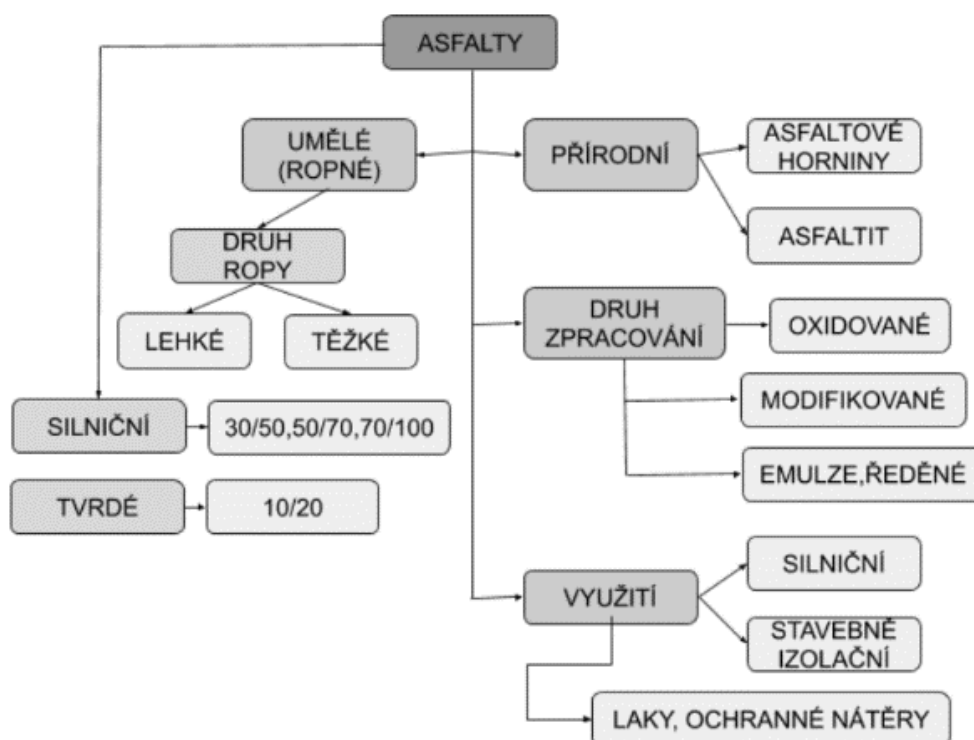 ASFALTY
UMĚLÉ
(ROPNÉ)
PŘÍRODNÍ
ASFALTOVÉ
HORNINY
ASFALTIT
DRUH
ROPY
LEHKÉ
TĚŽKÉ
DRUH
ZPRACOVÁNÍ
OXIDOVANÉ
MODIFIKOVANÉ
EMULZE,ŘEDĚNÉ
SILNIČNÍ
30/50,50/70,70/100
TVRDÉ
10/20
VYUŽITÍ
SILNIČNÍ
STAVEBNĚ
IZOLAČNÍ
LAKY, OCHRANNÉ NÁTĚRY